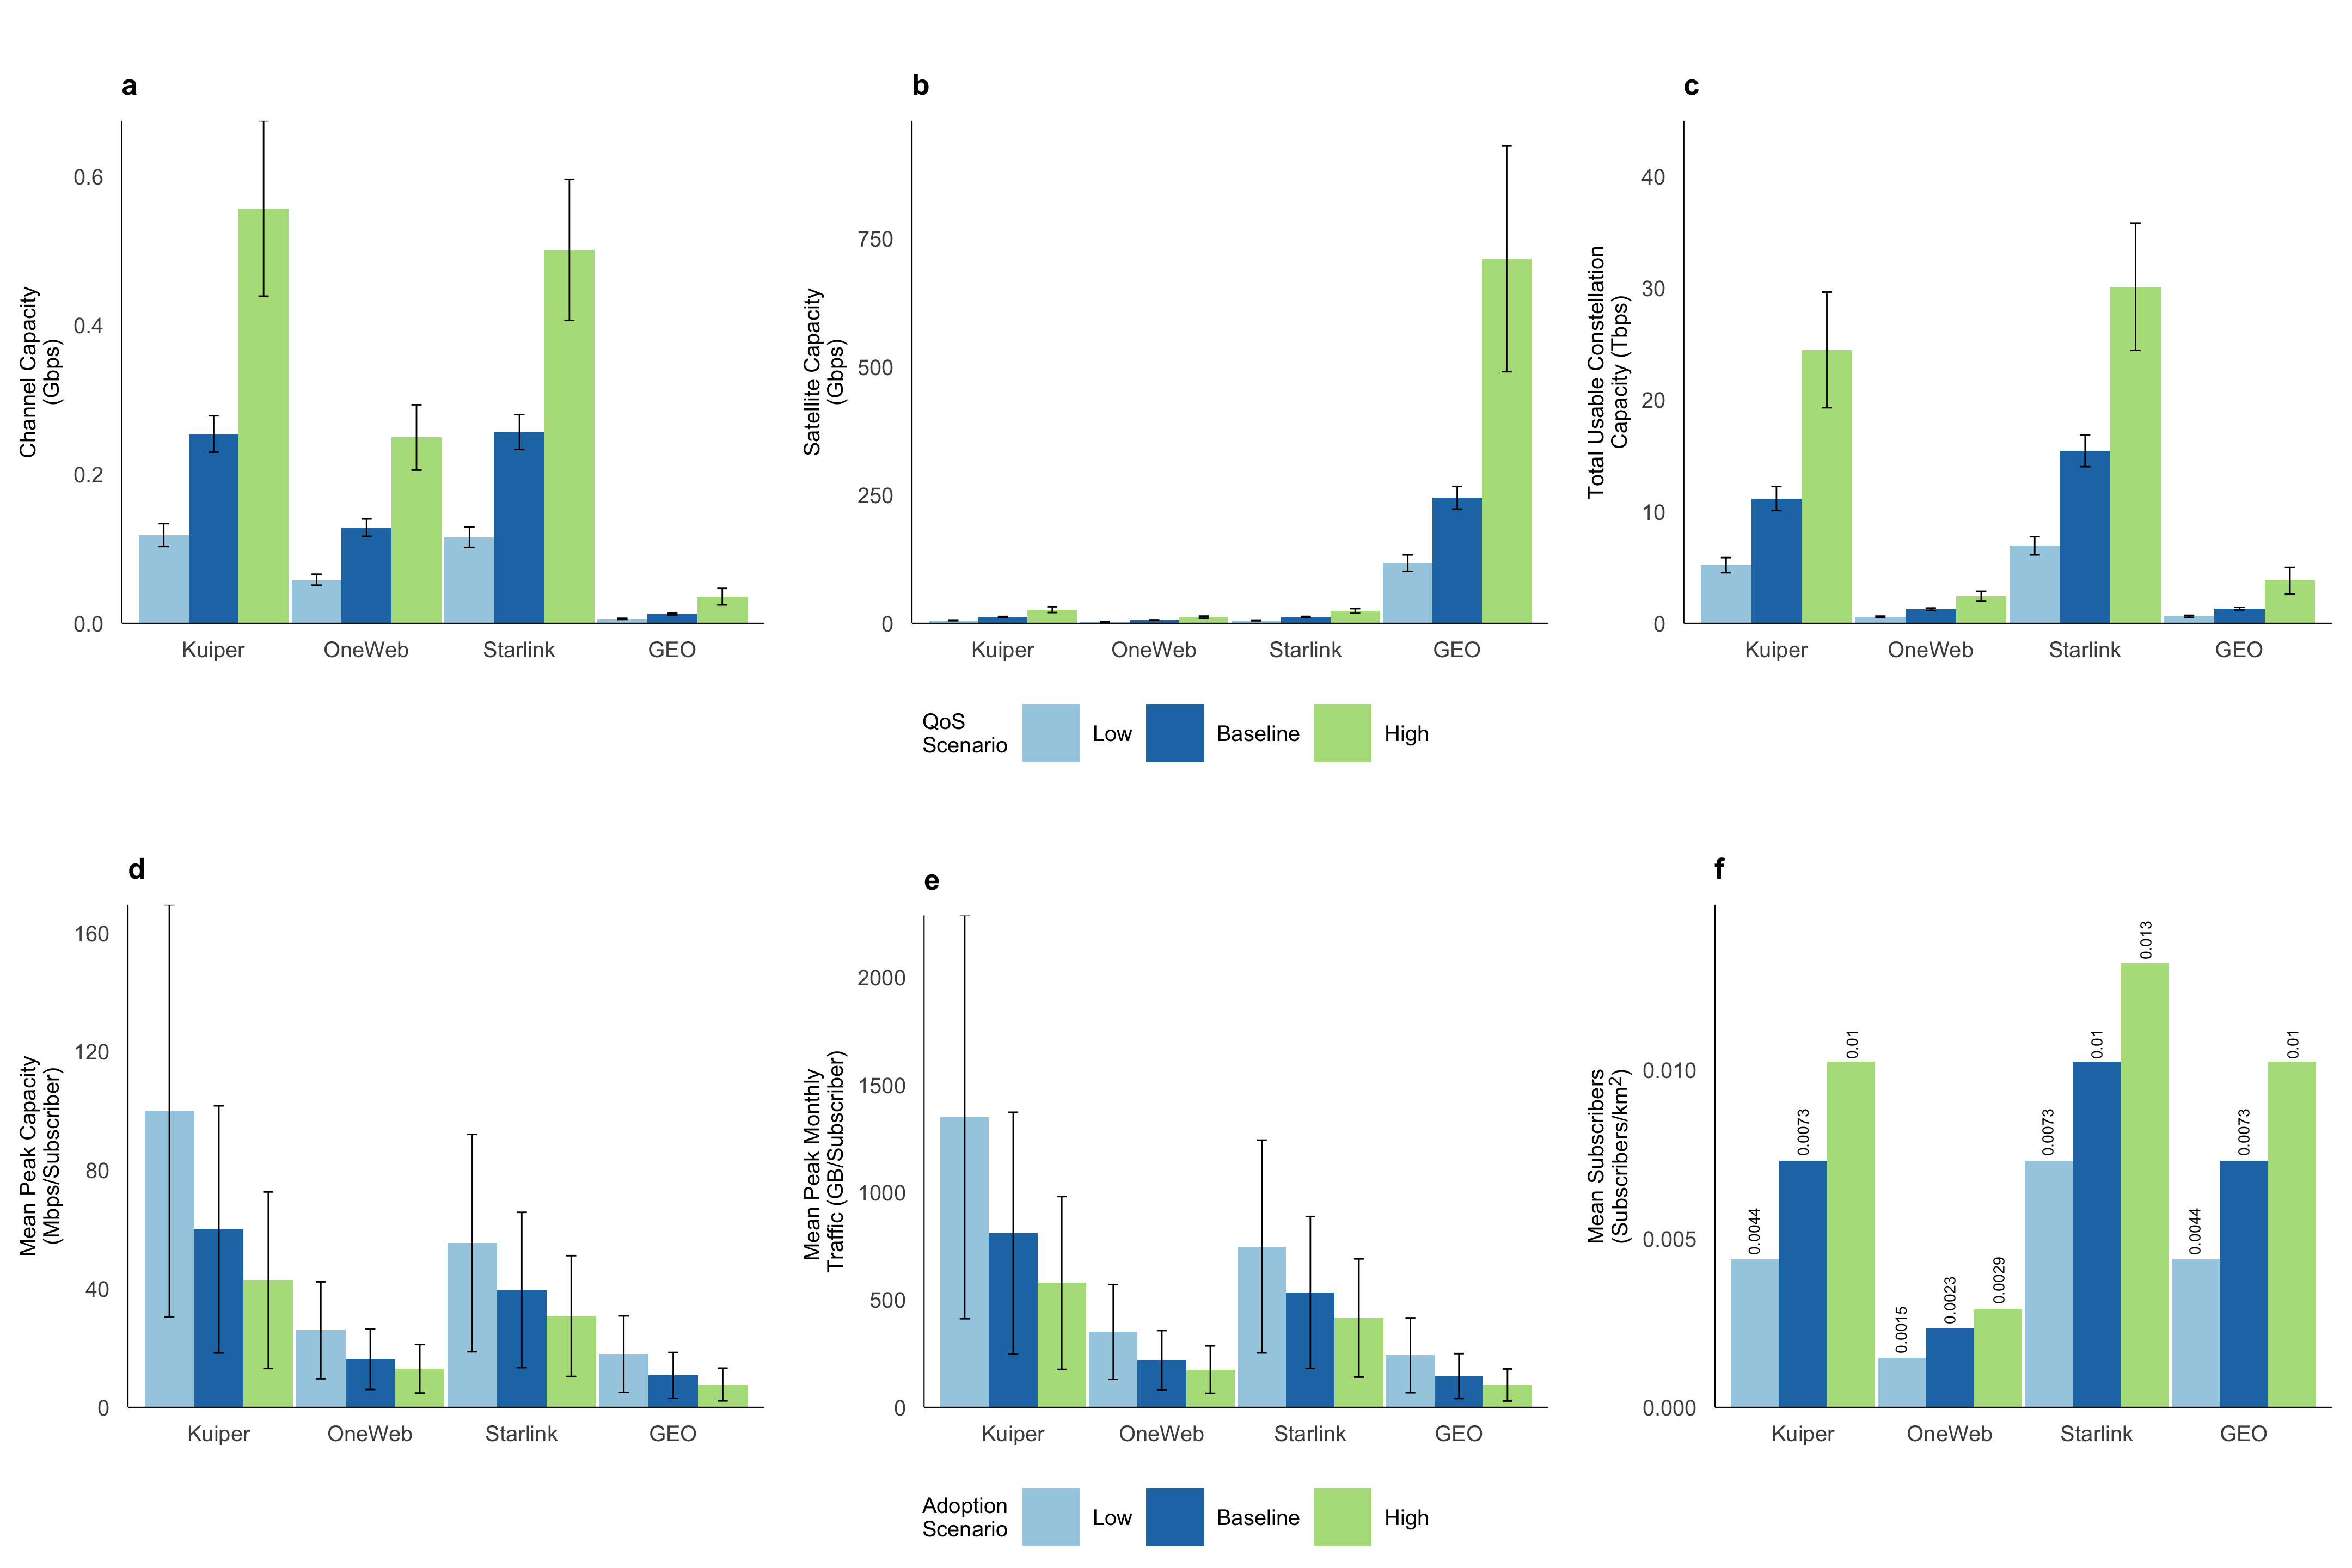 a
Channel Capacity
(Gbps)
0.6
0.4
0.2
0.0
Kuiper
OneWeb
Starlink
GEO
b
Satellite Capacity
(Gbps)
750
500
250
0
Kuiper
OneWeb
Starlink
GEO
c
Total Usable Constellation
Capacity (Tbps)
40
30
20
10
0
Kuiper
OneWeb
Starlink
GEO
QoS
Scenario
Low
Baseline
High
d
Mean Peak Capacity
(Mbps/Subscriber)
160
120
80
40
0
Kuiper
OneWeb
Starlink
GEO
e
Mean Peak Monthly
Traffic (GB/Subscriber)
2000
1500
1000
500
0
Kuiper
OneWeb
Starlink
GEO
f
Mean Subscribers
(Subscribers/km²)
0.010
0.005
0.000
0.0044
0.0073
0.01
0.0015
0.0023
0.0029
0.0073
0.01
0.013
0.0044
0.0073
0.01
Kuiper
OneWeb
Starlink
GEO
Adoption
Scenario
Low
Baseline
High